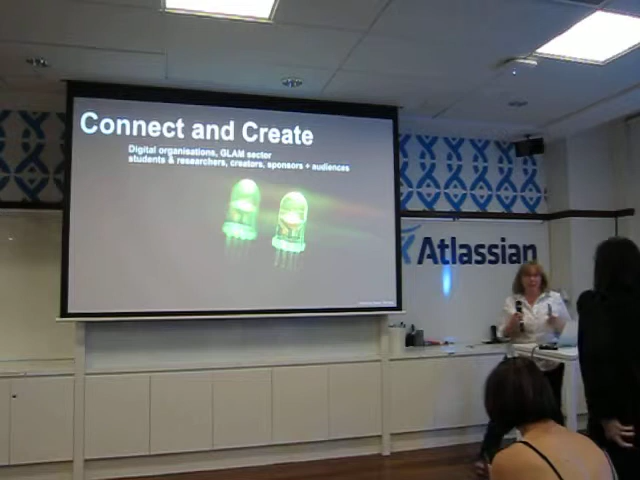 Connect and Create
Digital organisations, GLAM sector
students & researchers, creators, sponsors + audiences
Atlassian